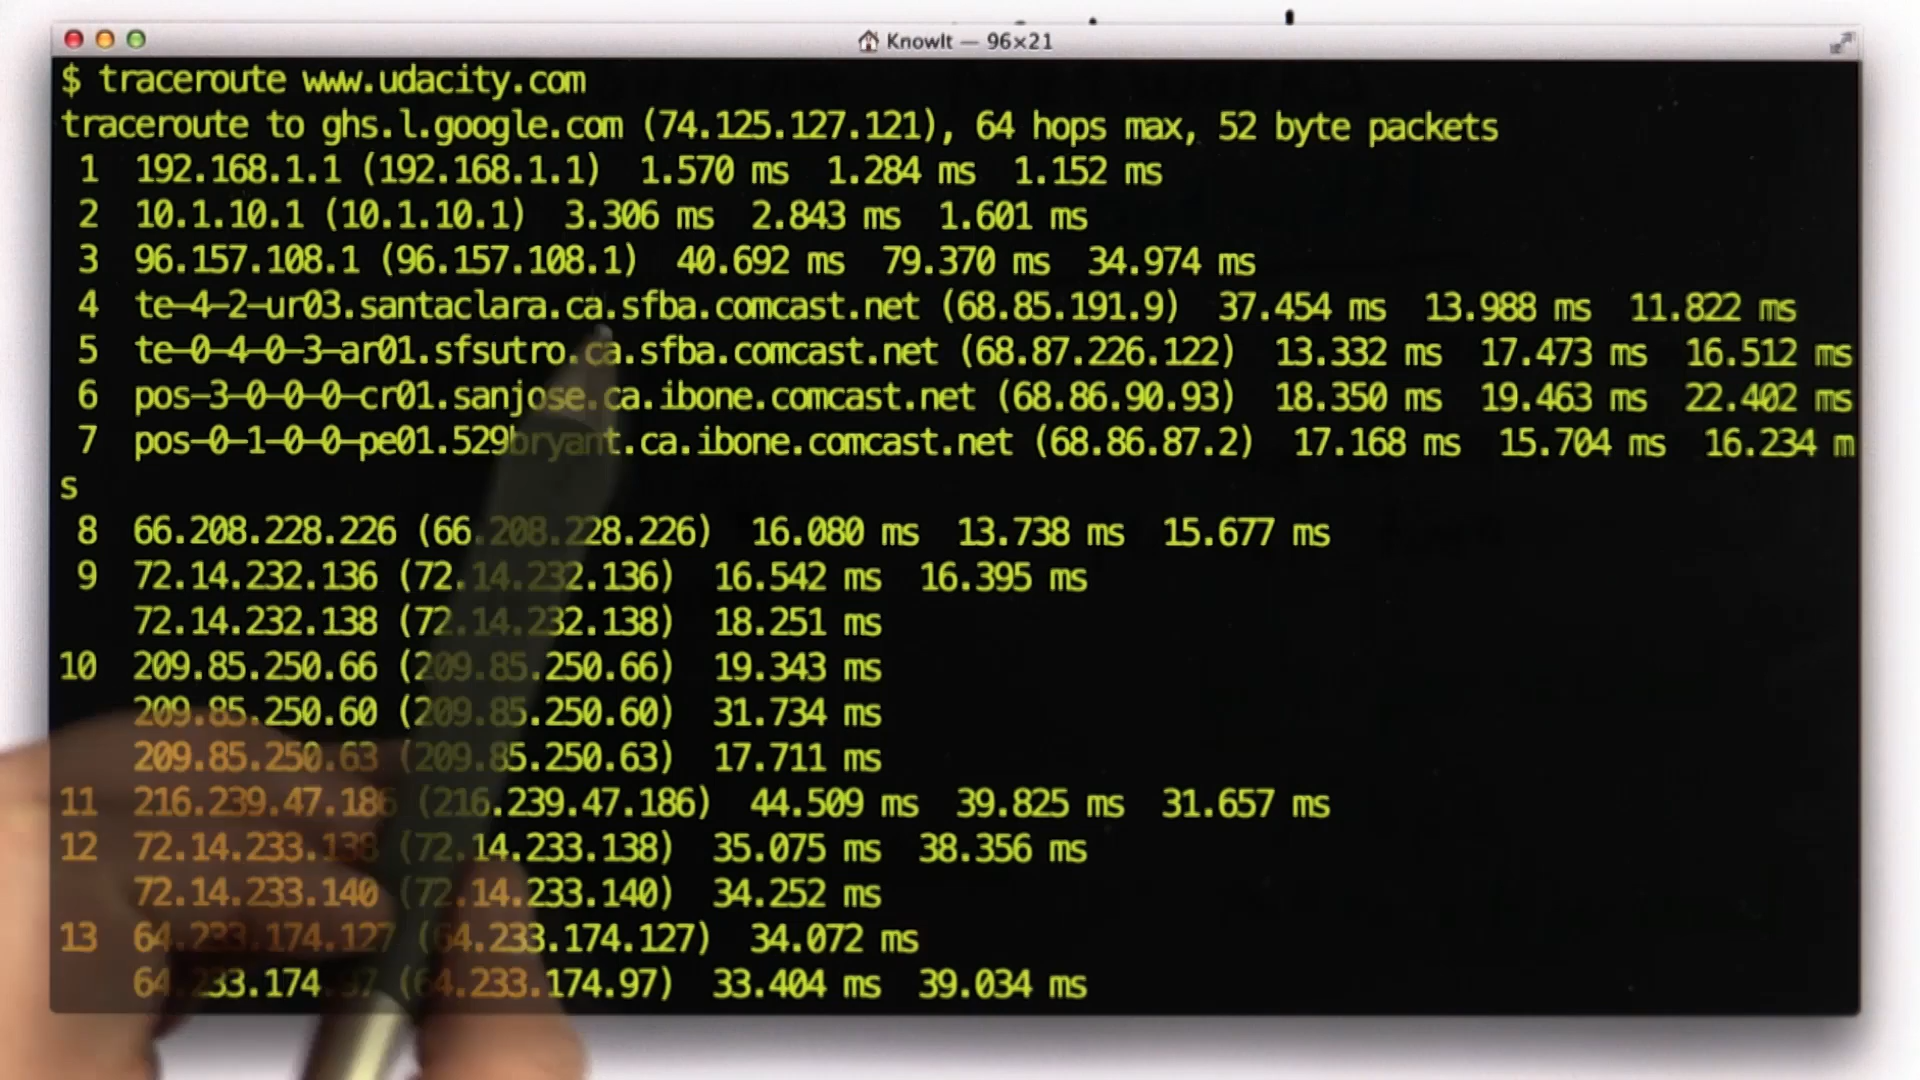 KnowIt — 96×21
$ traceroute www.udacity.com
traceroute to ghs.l.google.com (74.125.127.121), 64 hops max, 52 byte packets
1 192.168.1.1 (192.168.1.1) 1.570 ms 1.284 ms 1.152 ms
2 10.1.10.1 (10.1.10.1) 3.306 ms 2.843 ms 1.601 ms
3 96.157.108.1 (96.157.108.1) 40.692 ms 79.370 ms 34.974 ms
4 te-4-2-ur03.santaclara.ca.sfba.comcast.net (68.85.191.9) 37.454 ms 13.988 ms 11.822 ms
5 te-0-4-0-3-ar01.sfsutro.ca.sfba.comcast.net (68.87.226.122) 13.332 ms 17.473 ms 16.512 ms
6 pos-3-0-0-0-cr01.sanjose.ca.ibone.comcast.net (68.86.90.93) 18.350 ms 19.463 ms 22.402 ms
7 pos-0-1-0-0-pe01.529bryant.ca.ibone.comcast.net (68.86.87.2) 17.168 ms 15.704 ms 16.234 m
s
8 66.208.228.226 (66.208.228.226) 16.080 ms 13.738 ms 15.677 ms
9 72.14.232.136 (72.14.232.136) 16.542 ms 16.395 ms
72.14.232.138 (72.14.232.138) 18.251 ms
10 209.85.250.66 (209.85.250.66) 19.343 ms
209.85.250.60 (209.85.250.60) 31.734 ms
209.85.250.63 (209.85.250.63) 17.711 ms
11 216.239.47.186 (216.239.47.186) 44.509 ms 39.825 ms 31.657 ms
12 72.14.233.138 (72.14.233.138) 35.075 ms 38.356 ms
72.14.233.140 (72.14.233.140) 34.252 ms
13 64.233.174.127 (64.233.174.127) 34.072 ms
64.233.174.97 (64.233.174.97) 33.404 ms 39.034 ms